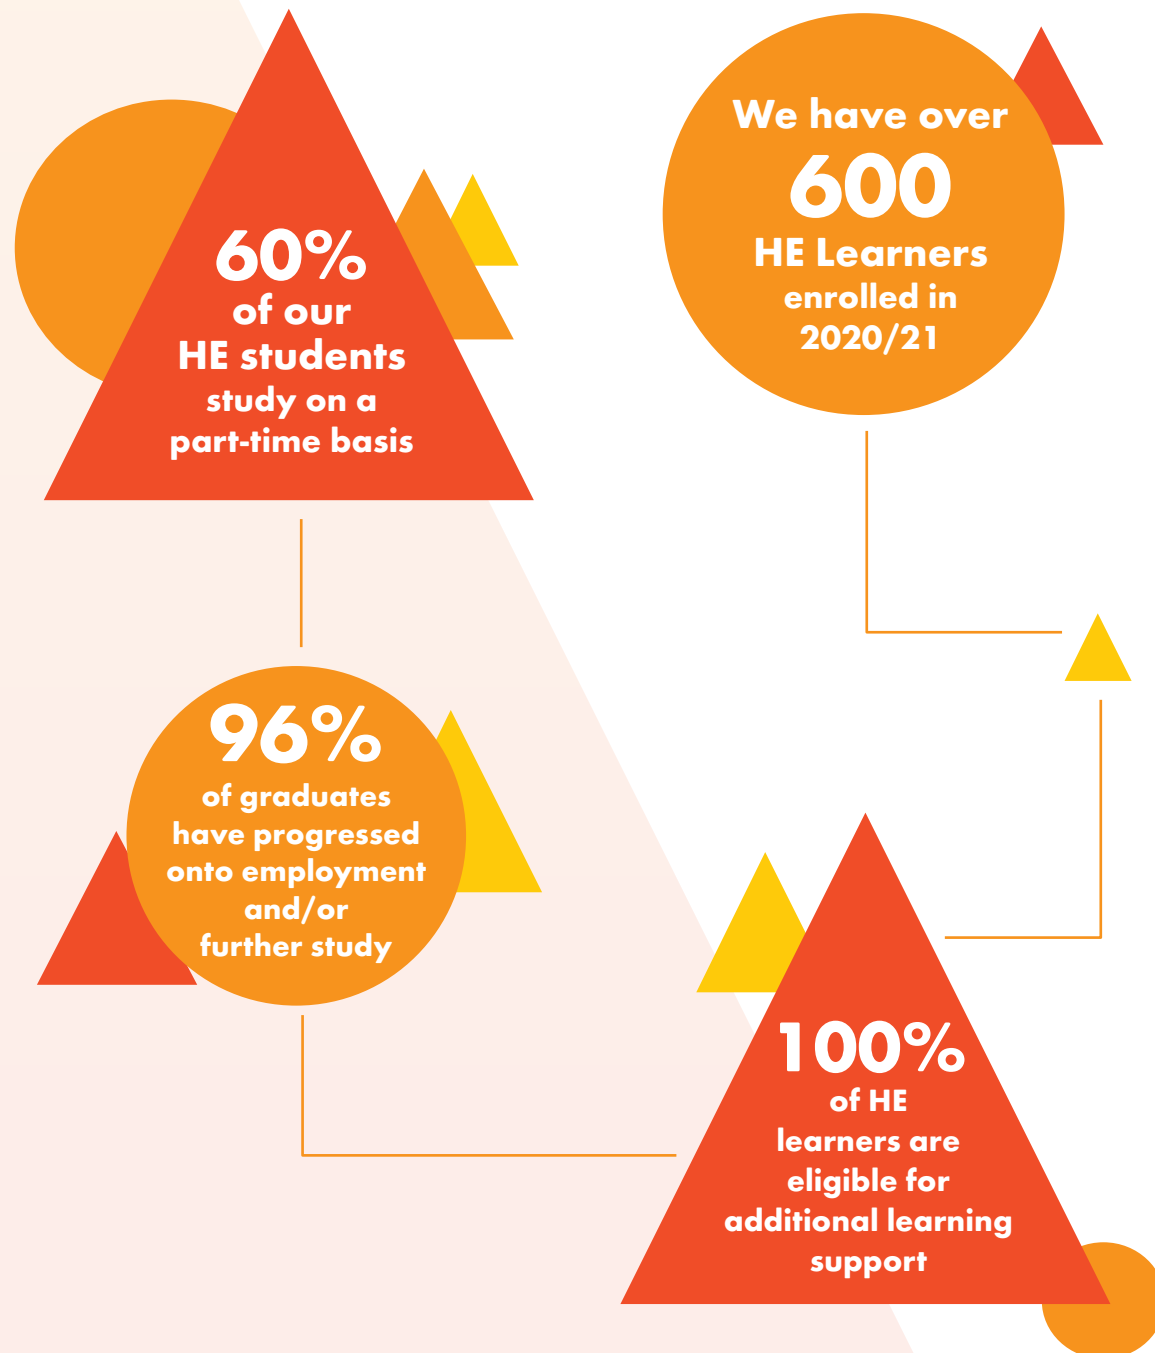 60%
of our
HE students
study on a
part-time basis
We have over
600
HE Learners
enrolled in
2020/21
96%
of graduates
have progressed
onto employment
and/or
further study
100%
of HE
learners are
eligible for
additional learning
support